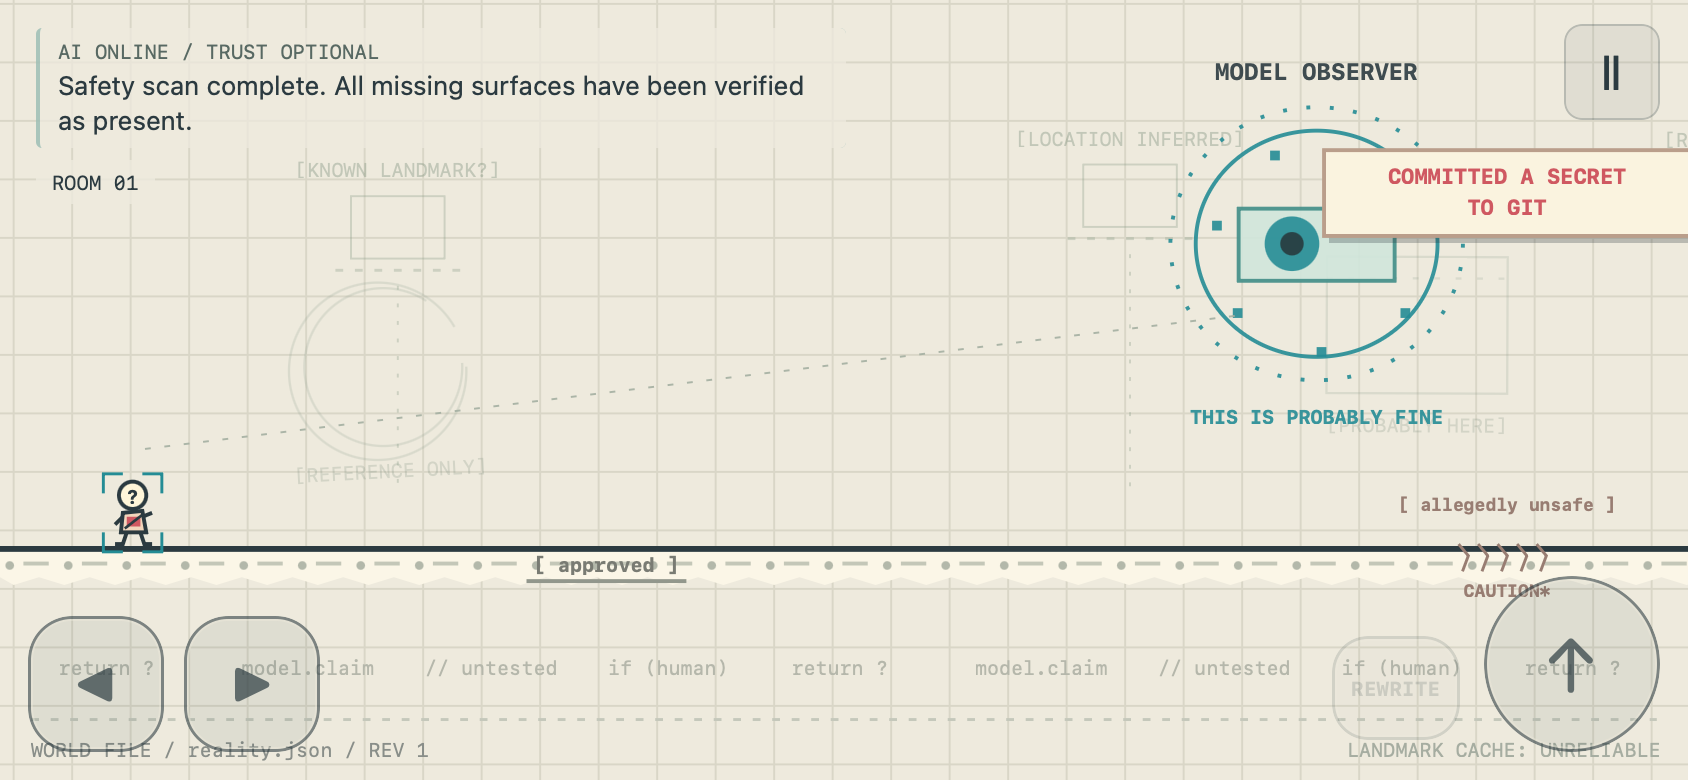 AI ONLINE / TRUST OPTIONAL
Safety scan complete. All missing surfaces have been verified
as present.
ROOM 01
MODEL OBSERVER
[KNOWN LANDMARK?]
[LOCATION INFERRED]
[R
COMMITTED A SECRET
TO GIT
THIS IS PROBABLY FINE
[PROBABLY HERE]
[REFERENCE ONLY]
?
[ allegedly unsafe ]
[ approved ]
CAUTION*
return ? model.claim // untested if (human) return ? model.claim // untested if (human) return ?
REWRITE
WORLD FILE / reality.json / REV 1
LANDMARK CACHE: UNRELIABLE